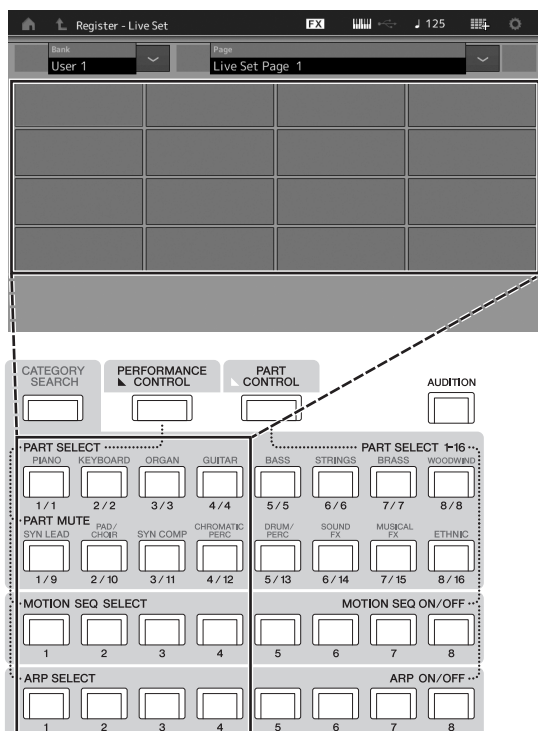 Register - Live Set FX ♩ 125
Bank
User 1
Page
Live Set Page 1
CATEGORY SEARCH
PERFORMANCE CONTROL
PART CONTROL
AUDITION
PART SELECT
PART SELECT 1-16
PIANO KEYBOARD ORGAN GUITAR BASS STRINGS BRASS WOODWIND
1/1 2/2 3/3 4/4 5/5 6/6 7/7 8/8
PART MUTE
SYN LEAD PAD/CHOIR SYN COMP CHROMATIC PERC DRUM/PERC SOUND FX MUSICAL FX ETHNIC
1/9 2/10 3/11 4/12 5/13 6/14 7/15 8/16
MOTION SEQ SELECT MOTION SEQ ON/OFF
1 2 3 4 5 6 7 8
ARP SELECT ARP ON/OFF
1 2 3 4 5 6 7 8